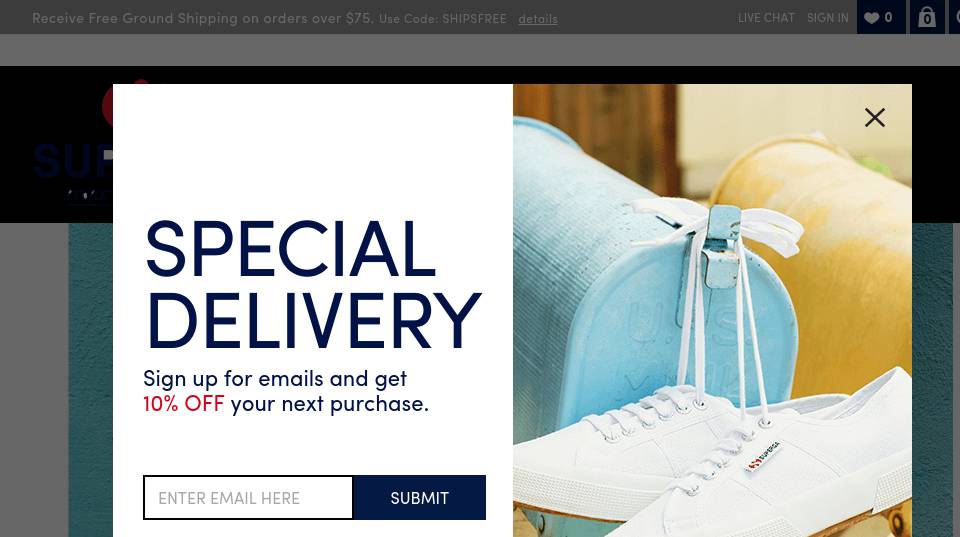 Receive Free Ground Shipping on orders over $75. Use Code: SHIPSFREE details
LIVE CHAT SIGN IN 0 0
SPECIAL
DELIVERY
Sign up for emails and get
10% OFF your next purchase.
ENTER EMAIL HERE SUBMIT
SUPERGA